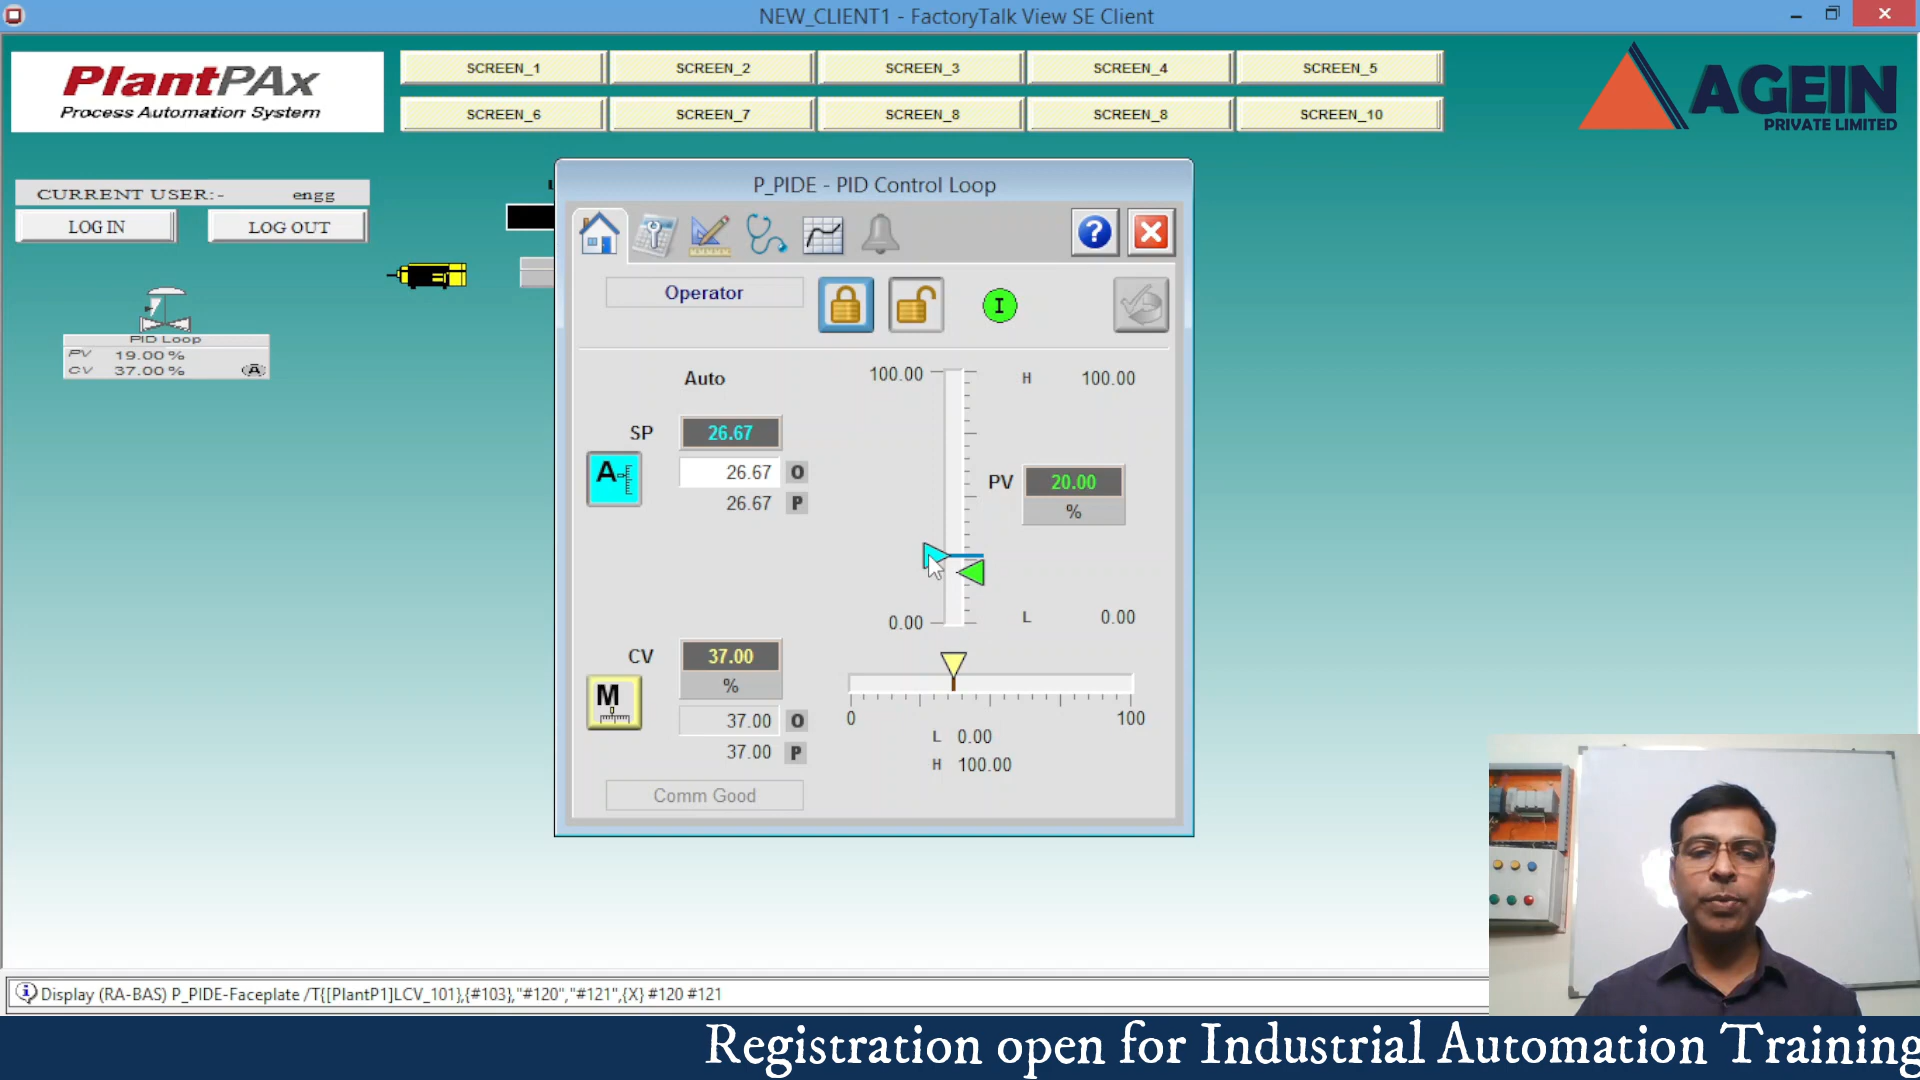 NEW_CLIENT1 - FactoryTalk View SE Client
PlantPAx
Process Automation System
SCREEN_1
SCREEN_2
SCREEN_3
SCREEN_4
SCREEN_5
SCREEN_6
SCREEN_7
SCREEN_8
SCREEN_8
SCREEN_10
AGEIN
PRIVATE LIMITED
CURRENT USER:- engg
LOG IN
LOG OUT
PID Loop
PV 19.00 %
CV 37.00 % A
P_PIDE - PID Control Loop
?
Operator
I
Auto
SP 26.67
A
26.67 O
26.67 P
100.00
H 100.00
PV 20.00
%
0.00
L 0.00
CV 37.00
%
M
37.00 O
37.00 P
0 100
L 0.00
H 100.00
Comm Good
Display (RA-BAS) P_PIDE-Faceplate /T{[PlantP1]LCV_101},{#103},"#120","#121",{X} #120 #121
Registration open for Industrial Automation Training